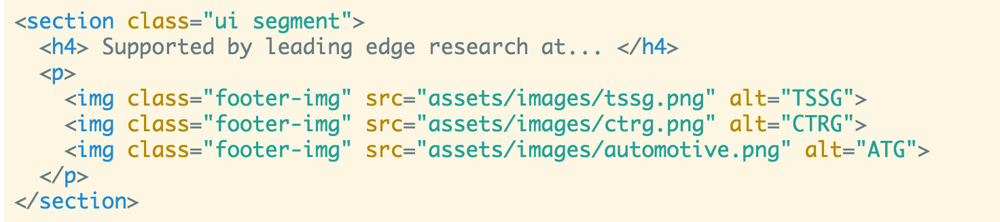 <section class="ui segment">
  <h4> Supported by leading edge research at... </h4>
  <p>
    <img class="footer-img" src="assets/images/tssg.png" alt="TSSG">
    <img class="footer-img" src="assets/images/ctrg.png" alt="CTRG">
    <img class="footer-img" src="assets/images/automotive.png" alt="ATG">
  </p>
</section>